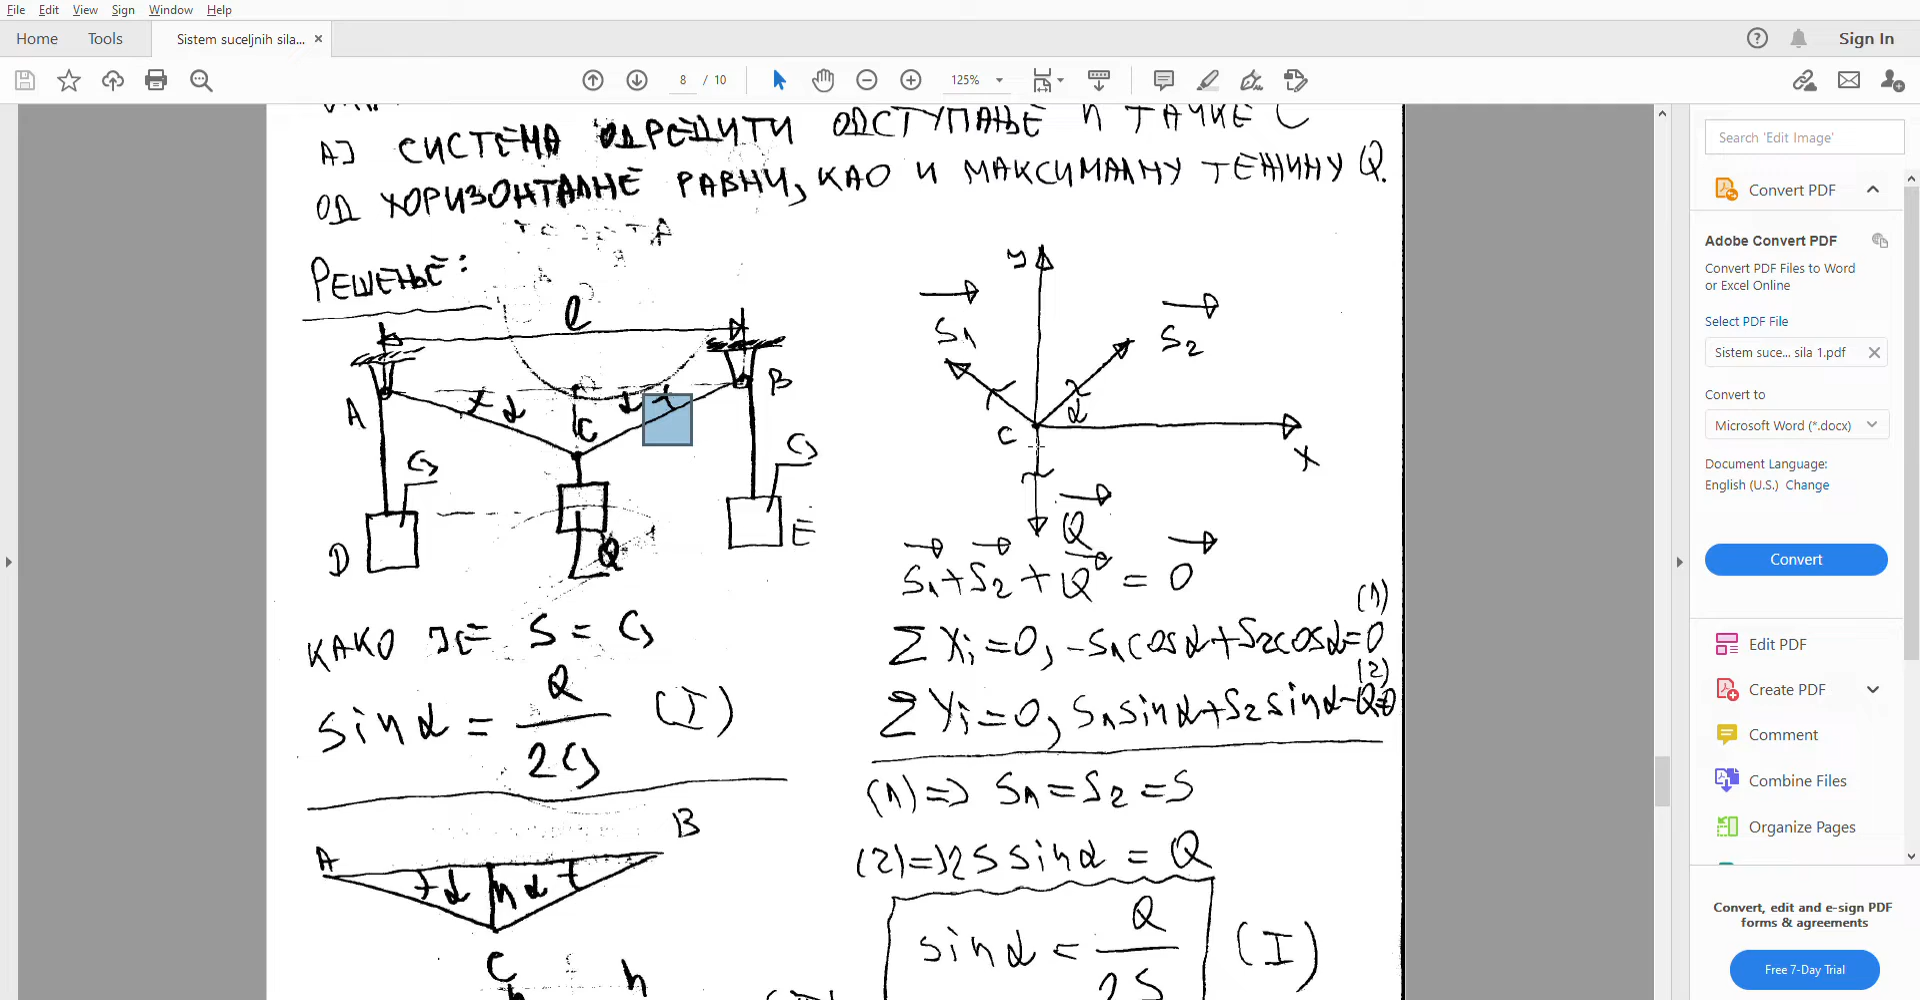 File Edit View Sign Window Help
Home Tools Sistem suceljnih sila... × Sign In
8 / 10 125%
А) СИСТЕМА ОДРЕДИТИ ОДСТУПАЊЕ h ТАЧКЕ C
ОД ХОРИЗОНТАЛНЕ РАВНИ, КАО И МАКСИМАЛНУ ТЕЖИНУ Q.
РЕШЕЊЕ:
l
A α α B
C
G G
D Q E
y
S₁ S₂
α
C x
Q
S₁ + S₂ + Q = 0
ΣXi = 0, -S₁cosα + S₂cosα = 0 (1)
ΣYi = 0, S₁sinα + S₂sinα - Q = 0 (2)
(1) => S₁ = S₂ = S
(2) => 2S sinα = Q
sinα = Q / 2S (I)
КАКО ЈЕ S = G
sinα = Q / 2G (I)
A B
α h α
C
h
Search 'Edit Image'
Convert PDF
Adobe Convert PDF
Convert PDF Files to Word
or Excel Online
Select PDF File
Sistem suce... sila 1.pdf
Convert to
Microsoft Word (*.docx)
Document Language:
English (U.S.) Change
Convert
Edit PDF
Create PDF
Comment
Combine Files
Organize Pages
Convert, edit and e-sign PDF
forms & agreements
Free 7-Day Trial